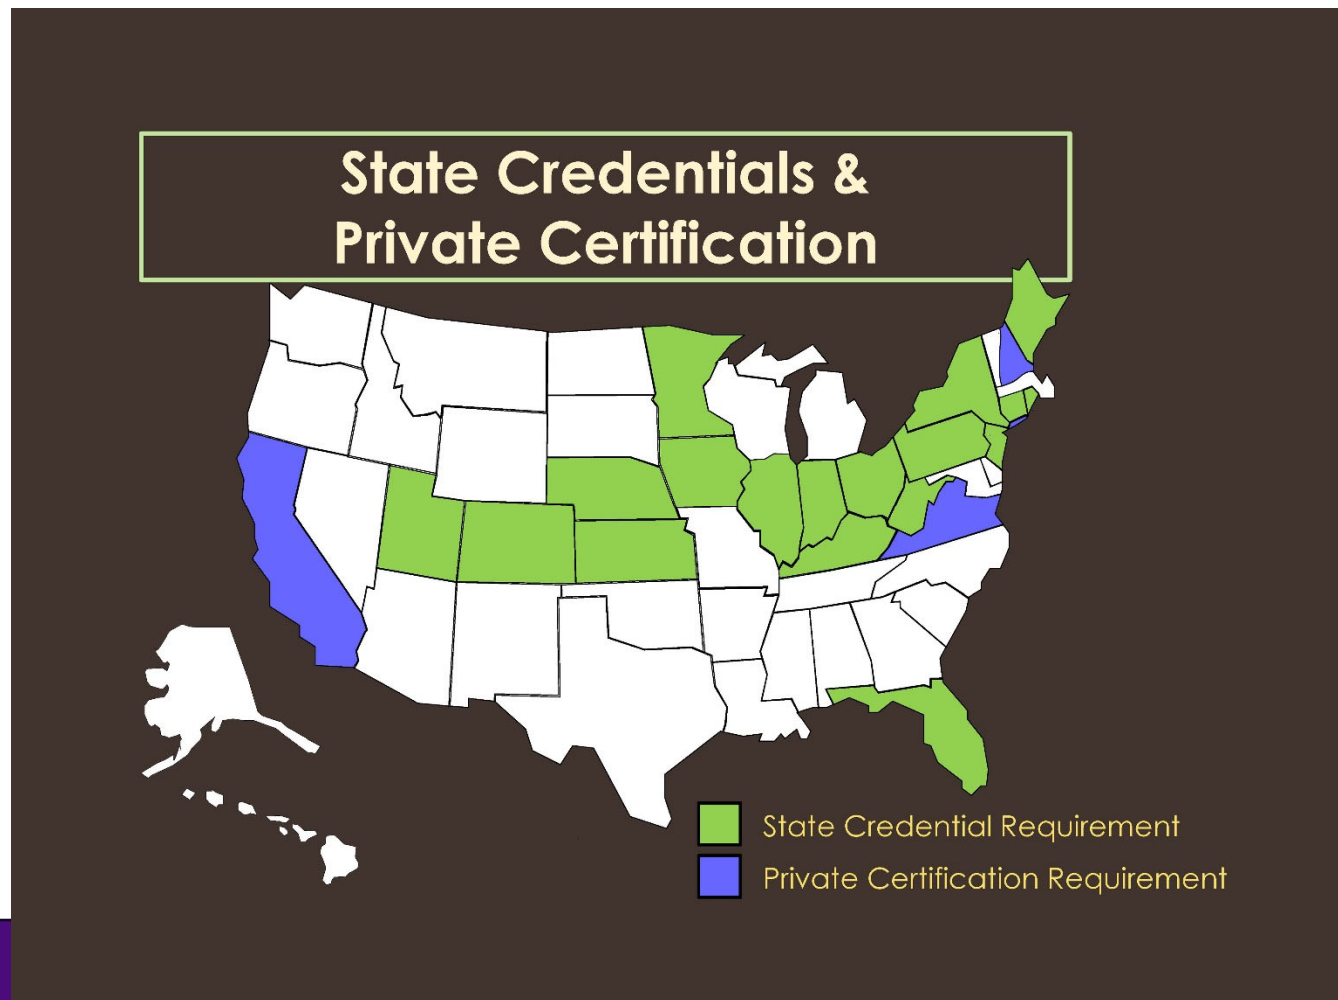 State Credentials &
Private Certification
State Credential Requirement
Private Certification Requirement